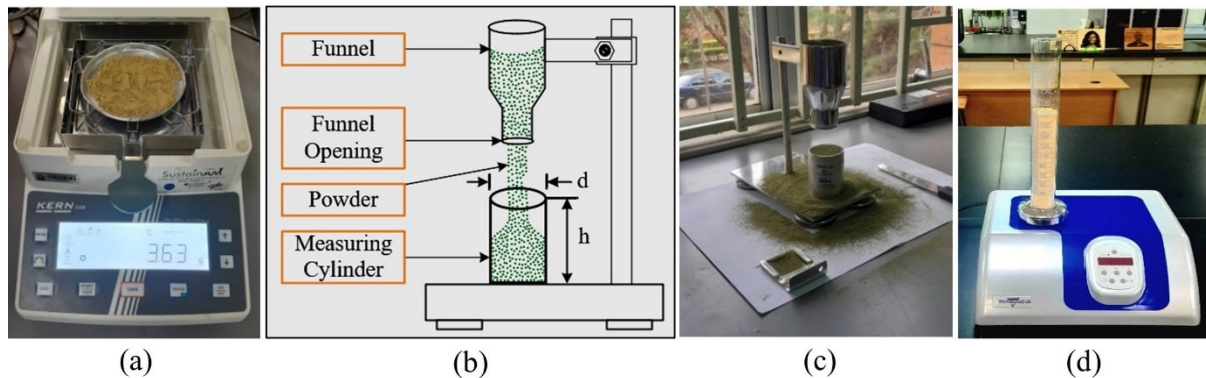 SustainAM
KERN
3.63
g
(a)
Funnel
Funnel
Opening
Powder
Measuring
Cylinder
d
h
(b)
(c)
(d)